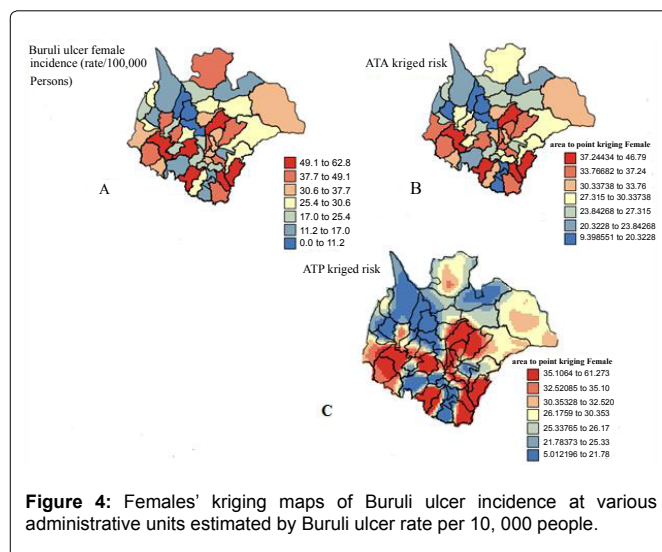 Buruli ulcer female
incidence (rate/100,000
Persons)
A
49.1 to 62.8
37.7 to 49.1
30.6 to 37.7
25.4 to 30.6
17.0 to 25.4
11.2 to 17.0
0.0 to 11.2
ATA kriged risk
B
area to point kriging Female
37.24434 to 46.79
33.76682 to 37.24
30.33738 to 33.76
27.315 to 30.33738
23.84268 to 27.315
20.3228 to 23.84268
9.398551 to 20.3228
ATP kriged risk
C
area to point kriging Female
35.1064 to 61.273
32.52085 to 35.10
30.35328 to 32.520
26.1759 to 30.353
25.33765 to 26.17
21.78373 to 25.33
5.012196 to 21.78
Figure 4: Females' kriging maps of Buruli ulcer incidence at various
administrative units estimated by Buruli ulcer rate per 10, 000 people.